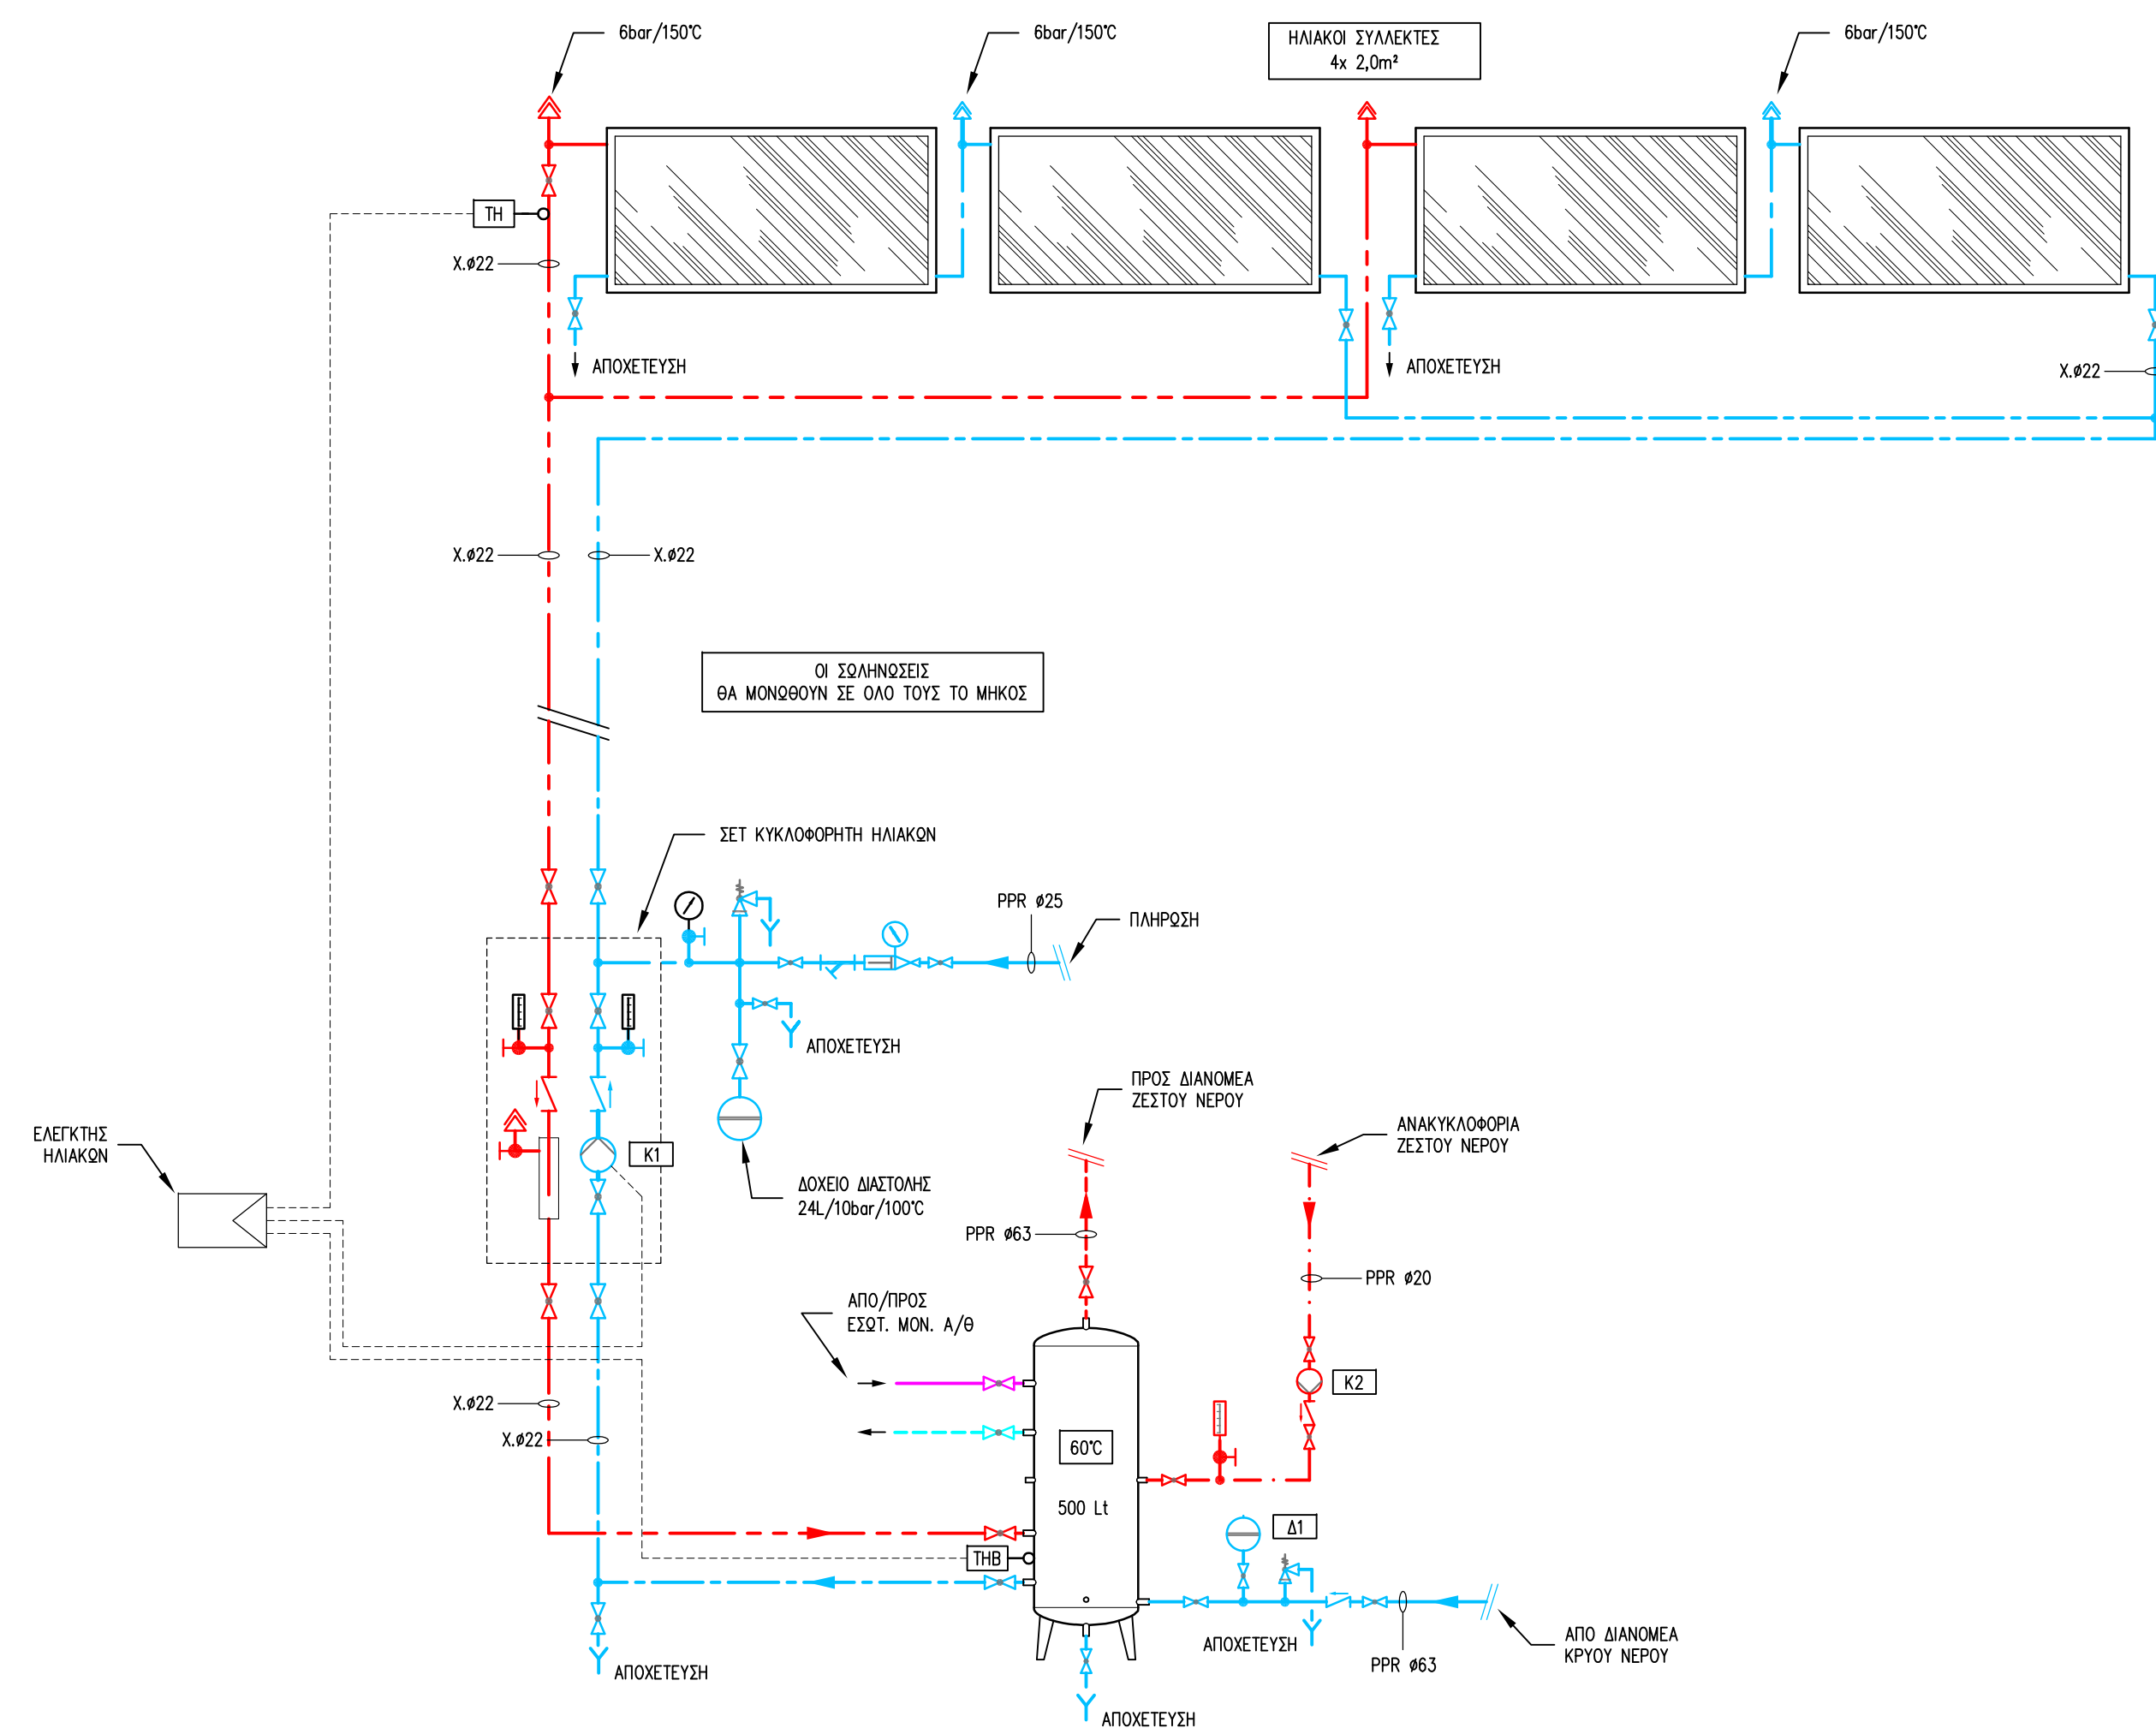 6bar/150°C
6bar/150°C
ΗΛΙΑΚΟΙ ΣΥΛΛΕΚΤΕΣ
4x 2,0m²
6bar/150°C
TH
Χ.Ø22
ΑΠΟΧΕΤΕΥΣΗ
ΑΠΟΧΕΤΕΥΣΗ
Χ.Ø22
Χ.Ø22
Χ.Ø22
ΟΙ ΣΩΛΗΝΩΣΕΙΣ
ΘΑ ΜΟΝΩΘΟΥΝ ΣΕ ΟΛΟ ΤΟΥΣ ΤΟ ΜΗΚΟΣ
ΣΕΤ ΚΥΚΛΟΦΟΡΗΤΗ ΗΛΙΑΚΩΝ
PPR Ø25
ΠΛΗΡΩΣΗ
ΑΠΟΧΕΤΕΥΣΗ
ΠΡΟΣ ΔΙΑΝΟΜΕΑ
ΖΕΣΤΟΥ ΝΕΡΟΥ
ΑΝΑΚΥΚΛΟΦΟΡΙΑ
ΖΕΣΤΟΥ ΝΕΡΟΥ
ΕΛΕΓΚΤΗΣ
ΗΛΙΑΚΩΝ
Κ1
ΔΟΧΕΙΟ ΔΙΑΣΤΟΛΗΣ
24L/10bar/100°C
PPR Ø63
PPR Ø20
ΑΠΟ/ΠΡΟΣ
ΕΣΩΤ. ΜΟΝ. Α/Θ
Κ2
Χ.Ø22
Χ.Ø22
60°C
500 Lt
Δ1
THB
ΑΠΟΧΕΤΕΥΣΗ
ΑΠΟ ΔΙΑΝΟΜΕΑ
ΚΡΥΟΥ ΝΕΡΟΥ
PPR Ø63
ΑΠΟΧΕΤΕΥΣΗ
ΑΠΟΧΕΤΕΥΣΗ